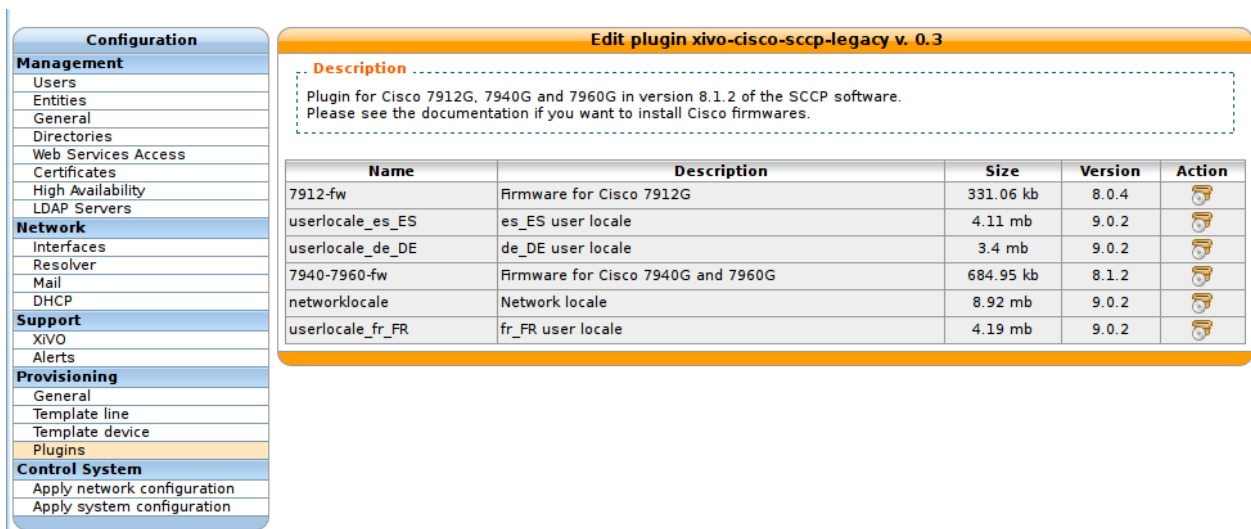 Configuration
Management
Users
Entities
General
Directories
Web Services Access
Certificates
High Availability
LDAP Servers
Network
Interfaces
Resolver
Mail
DHCP
Support
XiVO
Alerts
Provisioning
General
Template line
Template device
Plugins
Control System
Apply network configuration
Apply system configuration
Edit plugin xivo-cisco-sccp-legacy v. 0.3
Description
Plugin for Cisco 7912G, 7940G and 7960G in version 8.1.2 of the SCCP software.
Please see the documentation if you want to install Cisco firmwares.
Name Description Size Version Action
7912-fw Firmware for Cisco 7912G 331.06 kb 8.0.4
userlocale_es_ES es_ES user locale 4.11 mb 9.0.2
userlocale_de_DE de_DE user locale 3.4 mb 9.0.2
7940-7960-fw Firmware for Cisco 7940G and 7960G 684.95 kb 8.1.2
networklocale Network locale 8.92 mb 9.0.2
userlocale_fr_FR fr_FR user locale 4.19 mb 9.0.2